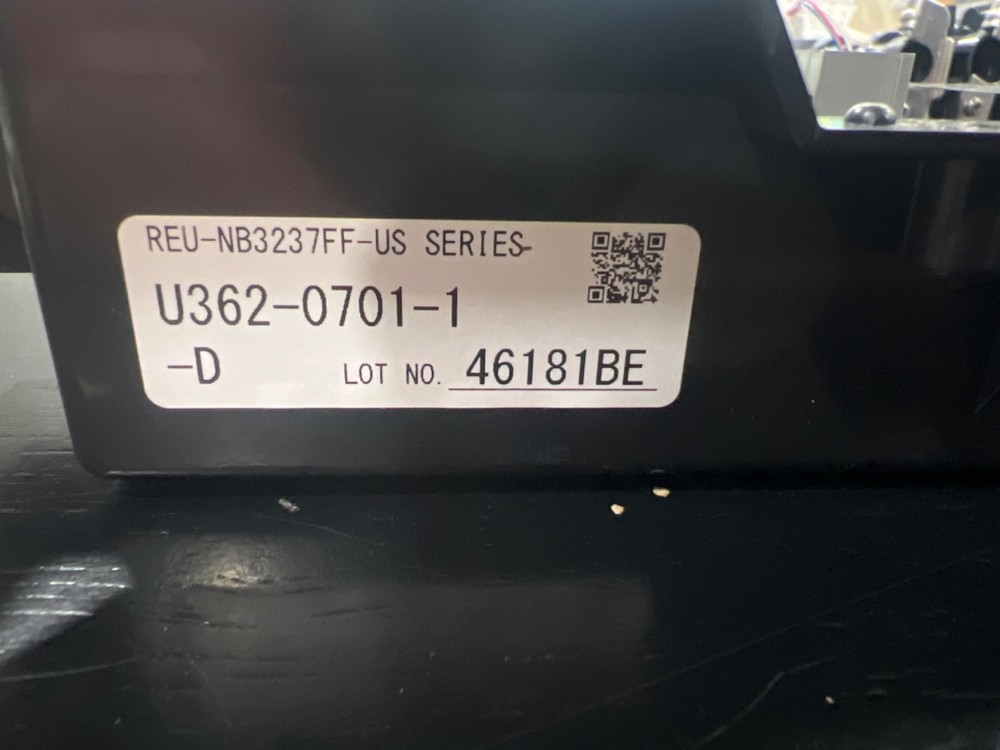 REU-NB3237FF-US SERIES-
U362-0701-1
-D LOT NO. 46181BE